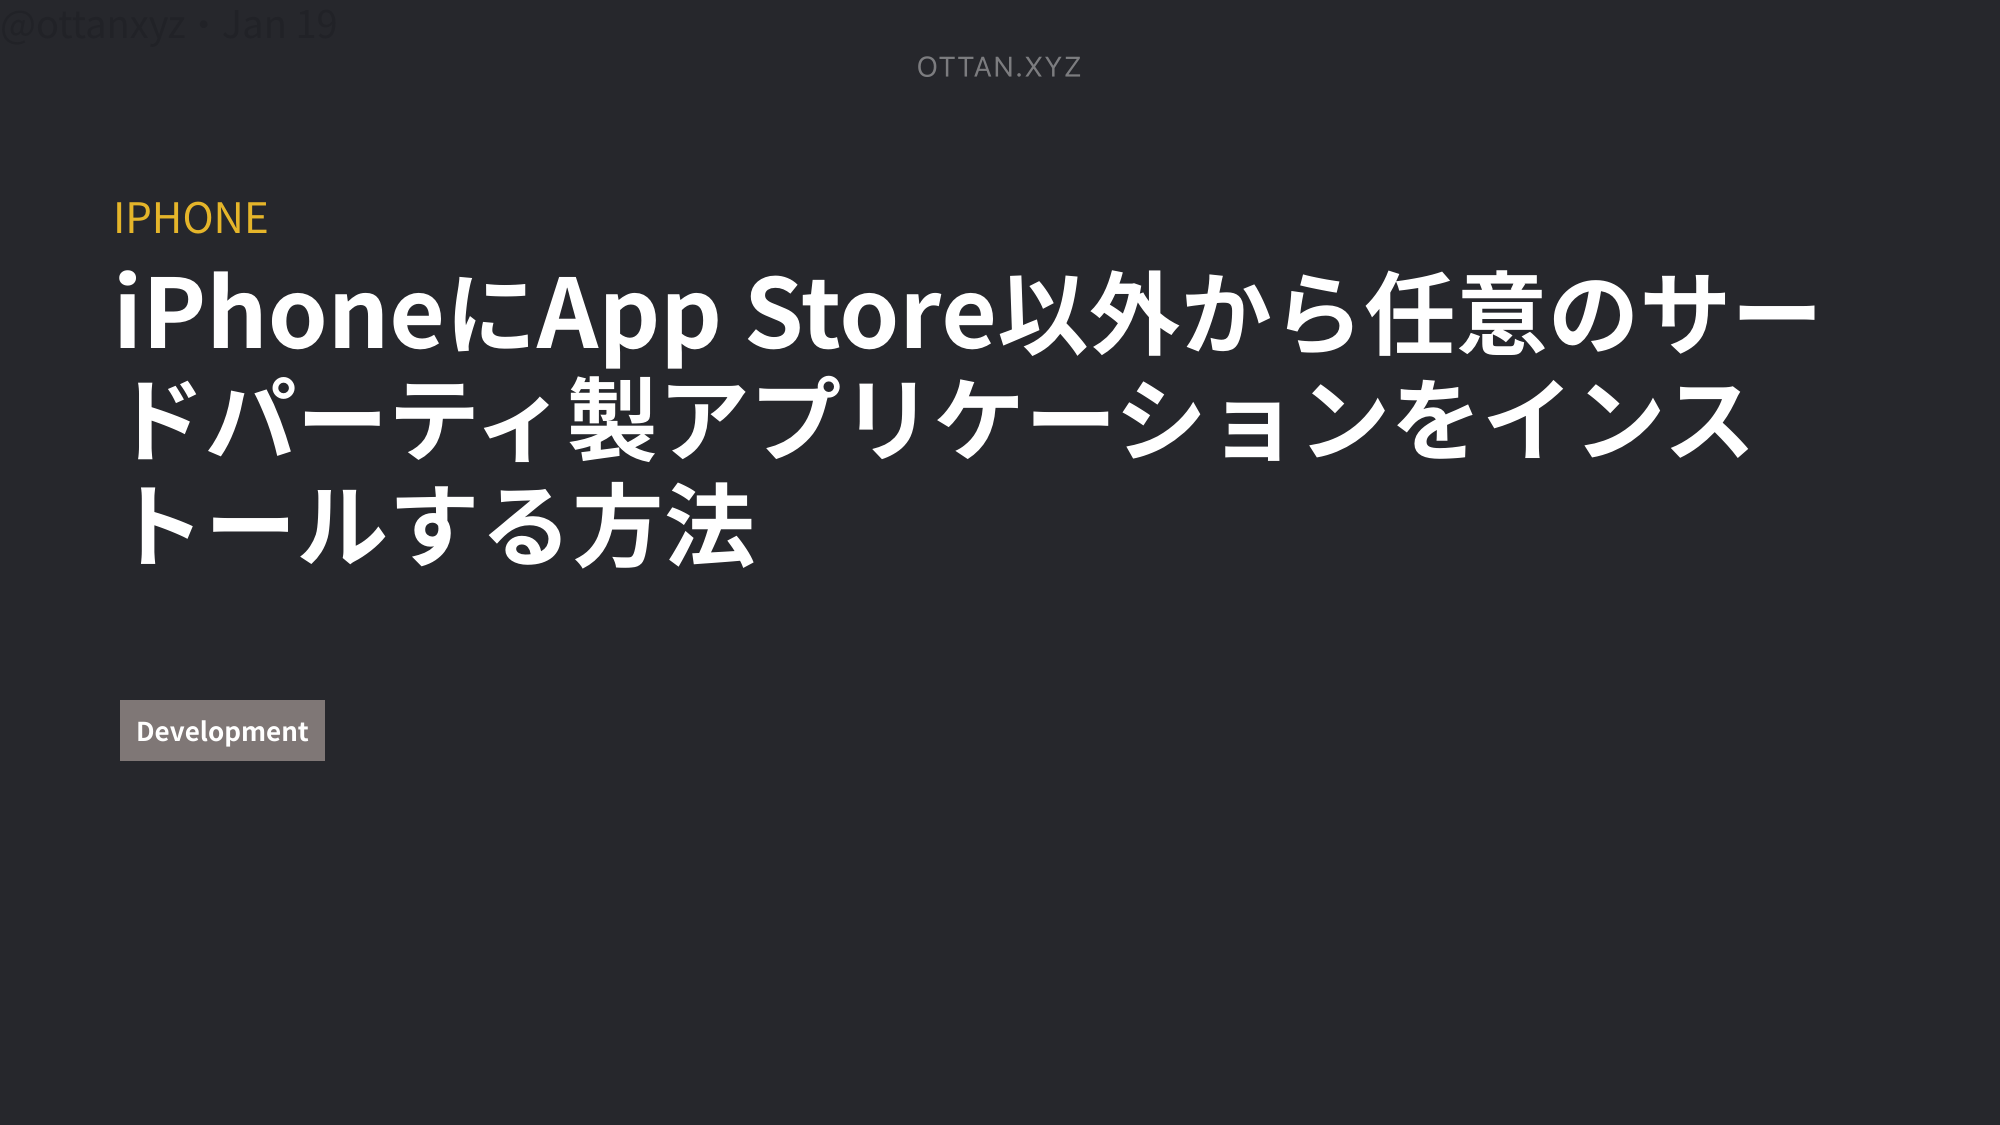 @ottanxyz・Jan 19
OTTAN.XYZ
IPHONE
iPhoneにApp Store以外から任意のサー
ドパーティ製アプリケーションをインス
トールする方法
Development